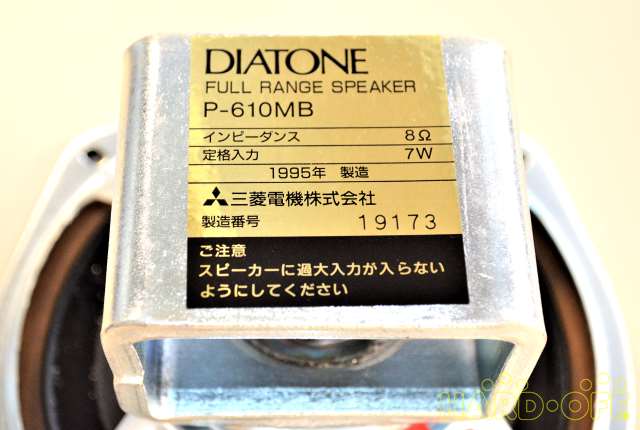 DIATONE
FULL RANGE SPEAKER
P-610MB
インピーダンス 8Ω
定格入力 7W
1995年 製造
三菱電機株式会社
製造番号 19173
ご注意
スピーカーに過大入力が入らない
ようにしてください
HARD・OFF